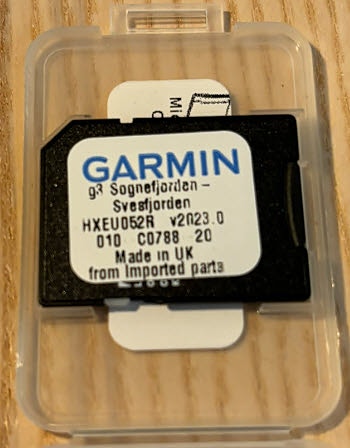 GARMIN
g3 Sognefjorden -
Svesfjorden
HXEU052R v2023.0
010 C0788 20
Made in UK
from Imported parts